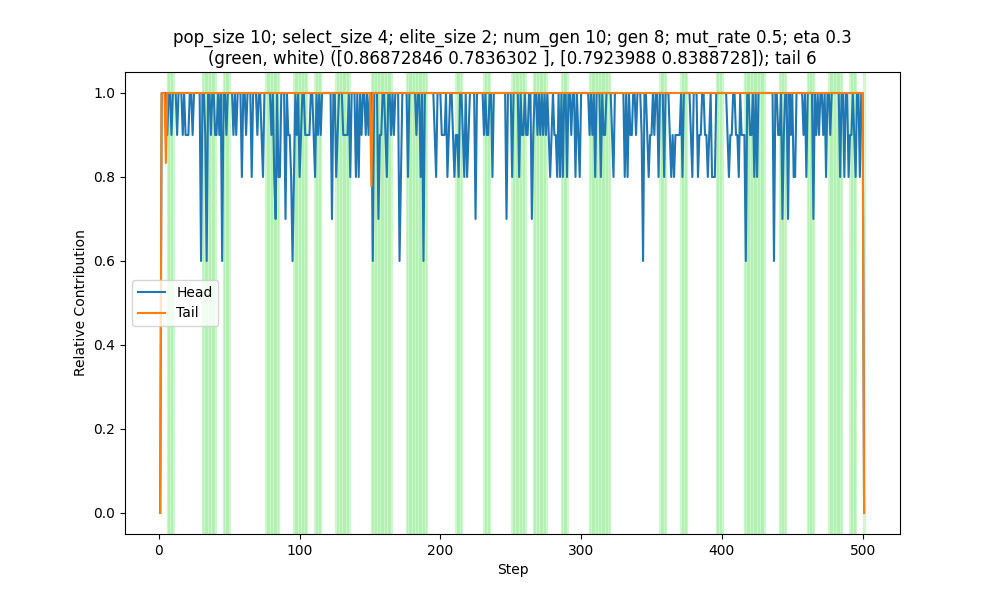 pop_size 10; select_size 4; elite_size 2; num_gen 10; gen 8; mut_rate 0.5; eta 0.3
(green, white) ([0.86872846 0.7836302 ], [0.7923988 0.8388728]); tail 6
1.0
0.8
0.6
0.4
0.2
0.0
Relative Contribution
Head
Tail
0
100
200
300
400
500
Step